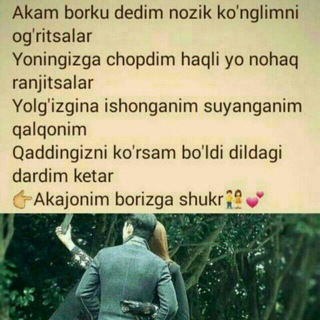 Akam borku dedim nozik ko'nglimni
og'ritsalar
Yoningizga chopdim haqli yo nohaq
ranjitsalar
Yolg'izgina ishonganim suyanganim
qalqonim
Qaddingizni ko'rsam bo'ldi dildagi
dardim ketar
👉Akajonim borizga shukr👫💕